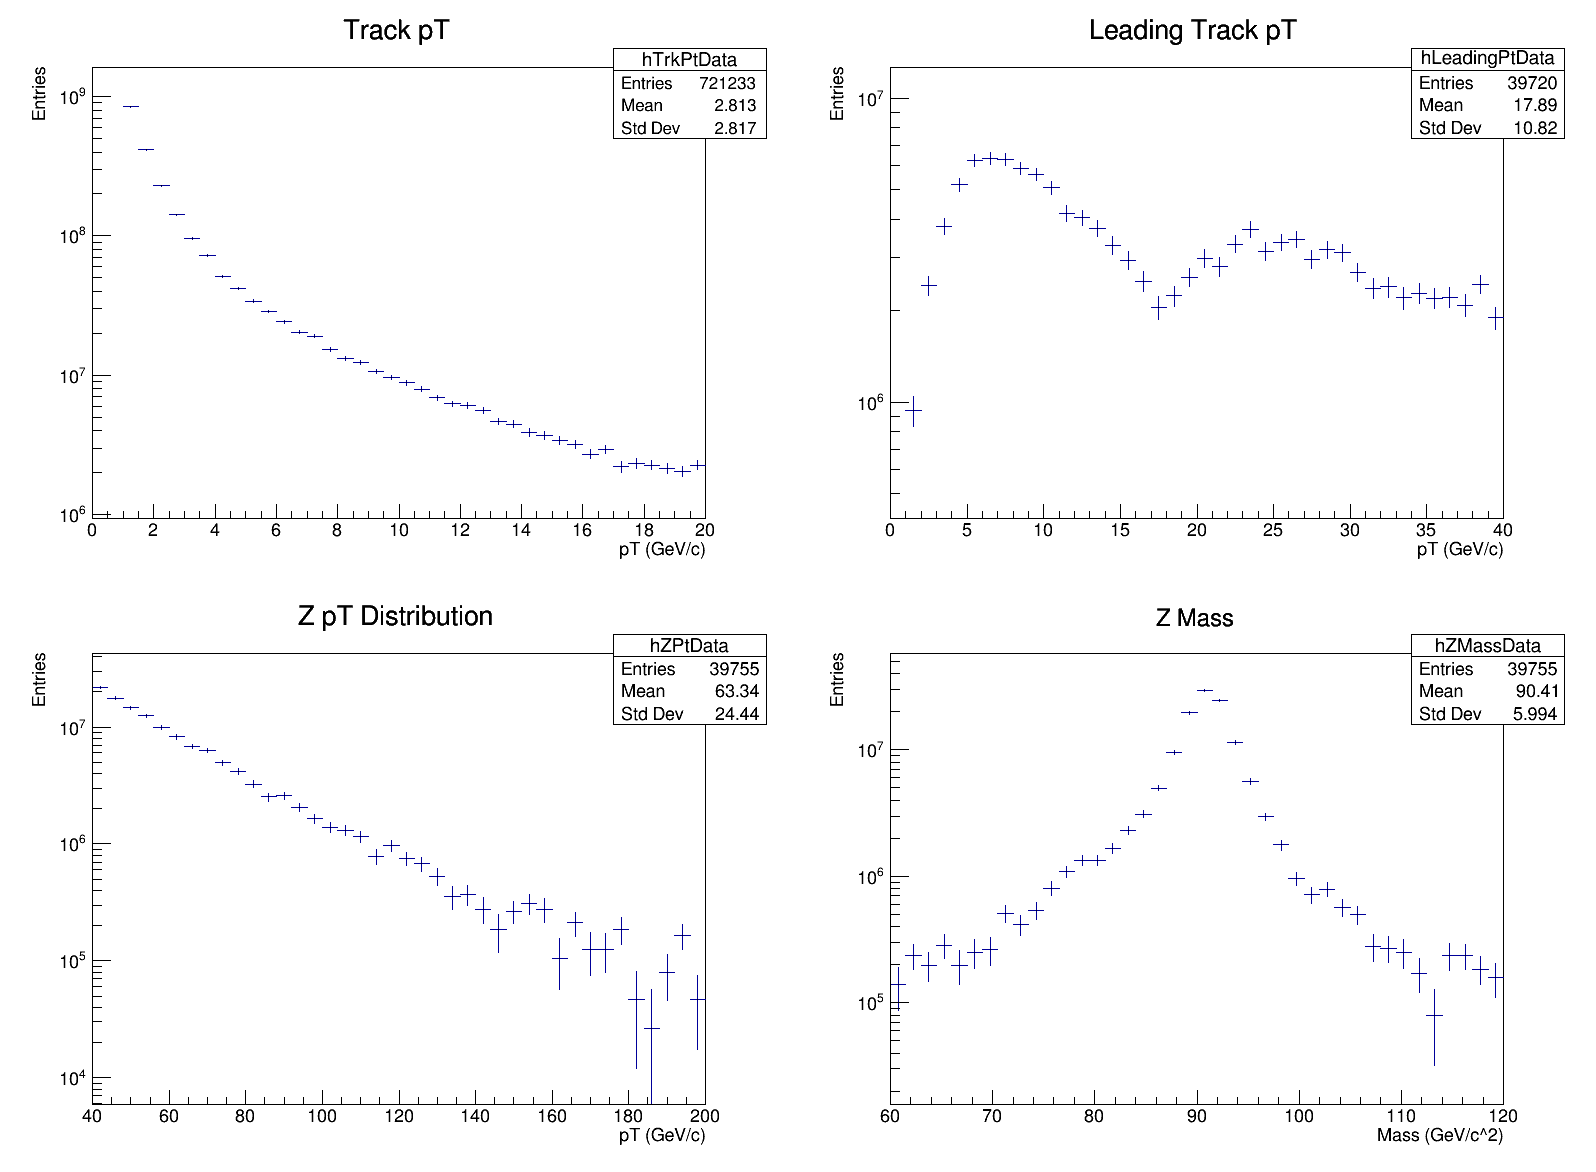 Track pT
hTrkPtData
Entries 721233
Mean 2.813
Std Dev 2.817
Entries
10^9
10^8
10^7
10^6
0 2 4 6 8 10 12 14 16 18 20
pT (GeV/c)
Leading Track pT
hLeadingPtData
Entries 39720
Mean 17.89
Std Dev 10.82
Entries
10^7
10^6
0 5 10 15 20 25 30 35 40
pT (GeV/c)
Z pT Distribution
hZPtData
Entries 39755
Mean 63.34
Std Dev 24.44
Entries
10^7
10^6
10^5
10^4
40 60 80 100 120 140 160 180 200
pT (GeV/c)
Z Mass
hZMassData
Entries 39755
Mean 90.41
Std Dev 5.994
Entries
10^7
10^6
10^5
60 70 80 90 100 110 120
Mass (GeV/c^2)